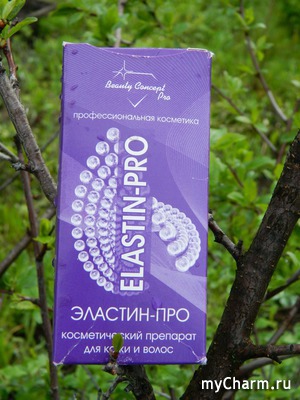 Beauty Concept
Pro
профессиональная косметика
ELASTIN-PRO
ЭЛАСТИН-ПРО
косметический препарат
для кожи и волос
myCharm.ru